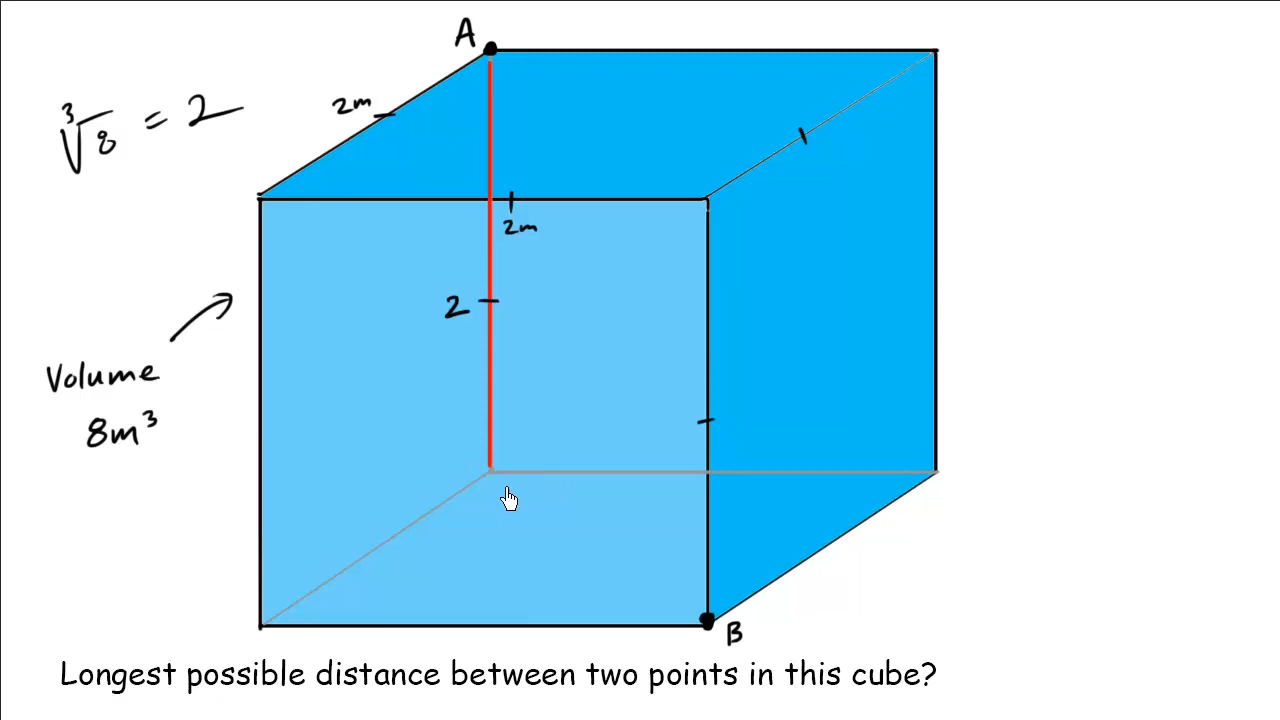 A
∛8 = 2
2m
2m
2
Volume
8m³
B
Longest possible distance between two points in this cube?